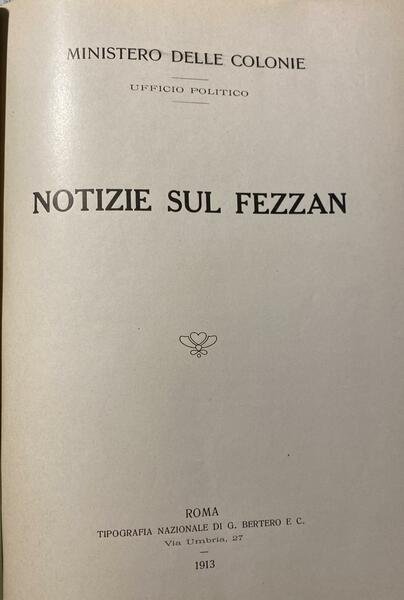 MINISTERO DELLE COLONIE
UFFICIO POLITICO
NOTIZIE SUL FEZZAN
ROMA
TIPOGRAFIA NAZIONALE DI G. BERTERO E C.
Via Umbria, 27
1913